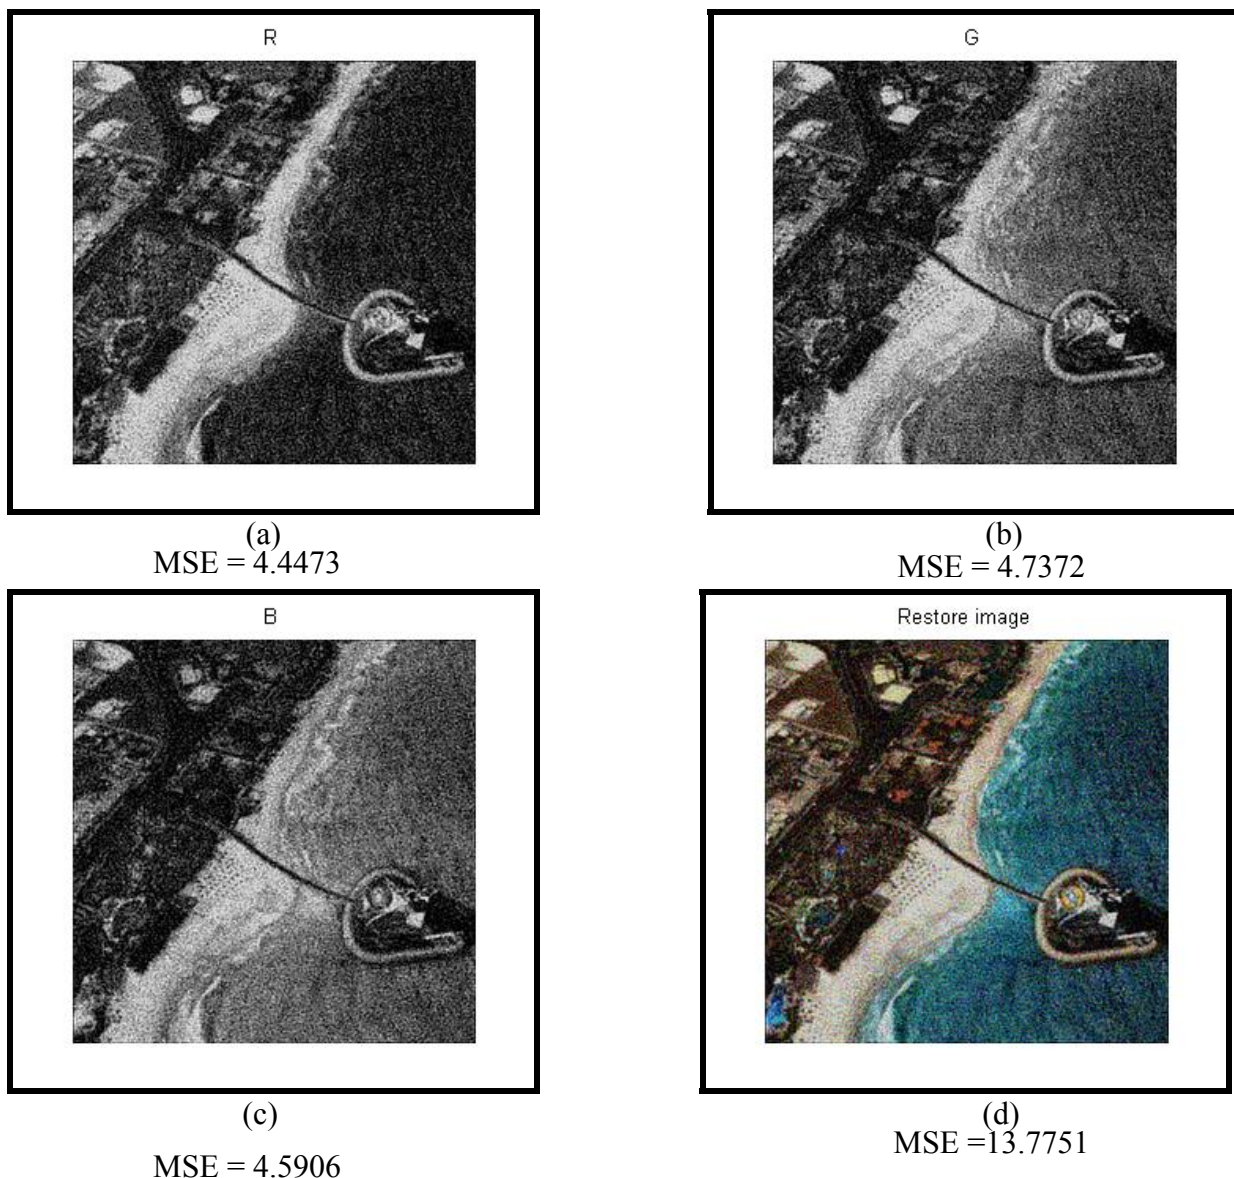 R
G
(a)
MSE = 4.4473
(b)
MSE = 4.7372
B
Restore image
(c)
MSE = 4.5906
(d)
MSE =13.7751